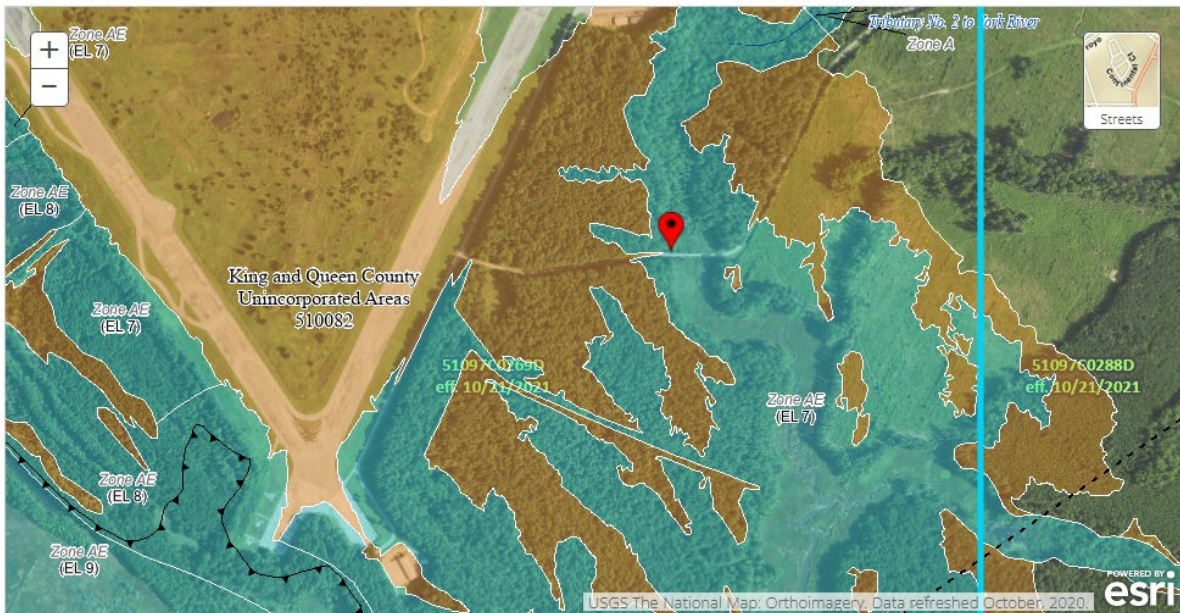 Tributary No. 2 to York River
Zone A
Zone AE
(EL 7)
+
−
Streets
Zone AE
(EL 8)
King and Queen County
Unincorporated Areas
510082
Zone AE
(EL 7)
51097C0269D
eff. 10/21/2021
51097C0288D
eff. 10/21/2021
Zone AE
(EL 7)
Zone AE
(EL 8)
Zone AE
(EL 9)
POWERED BY
esri
USGS The National Map: Orthoimagery. Data refreshed October, 2020.